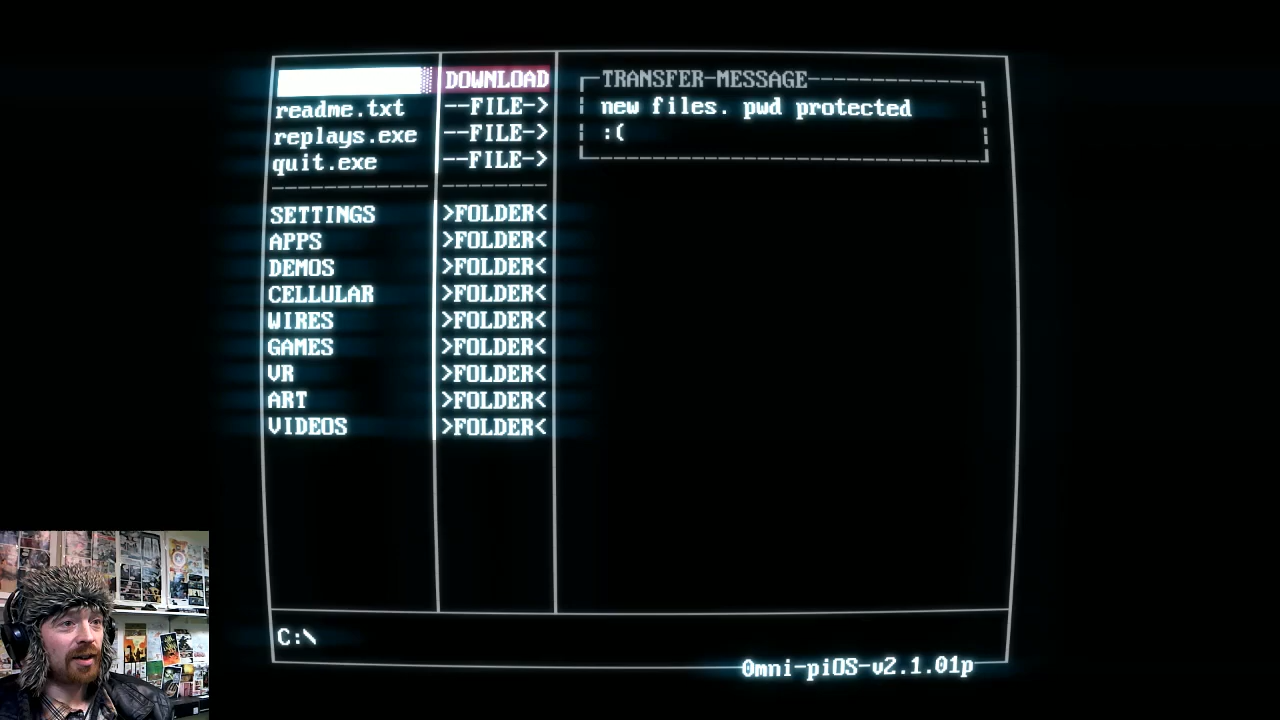 DOWNLOAD
readme.txt --FILE->
replays.exe --FILE->
quit.exe --FILE->
SETTINGS >FOLDER<
APPS >FOLDER<
DEMOS >FOLDER<
CELLULAR >FOLDER<
WIRES >FOLDER<
GAMES >FOLDER<
VR >FOLDER<
ART >FOLDER<
VIDEOS >FOLDER<
TRANSFER-MESSAGE
new files. pwd protected
:(
C:\
0mni-piOS-v2.1.01p